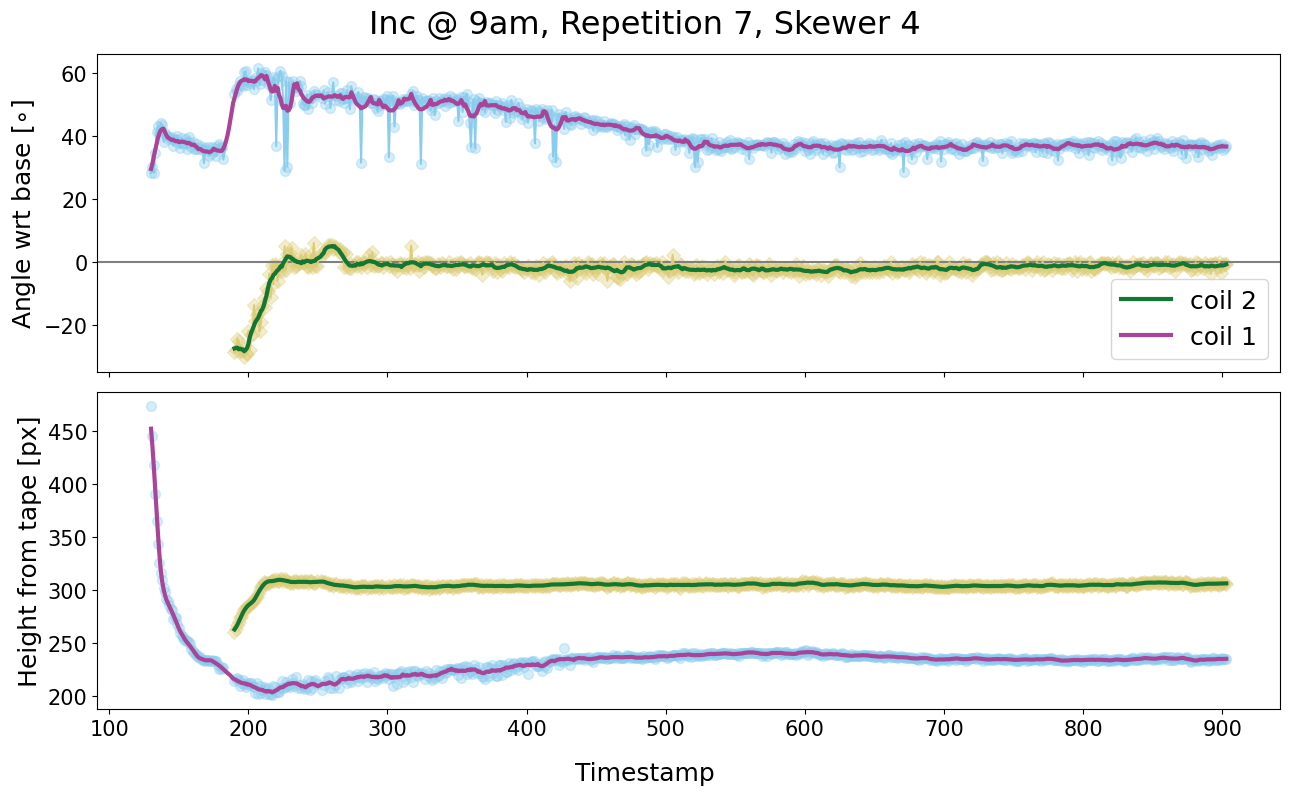 Inc @ 9am, Repetition 7, Skewer 4
Angle wrt base [∘]
60
40
20
0
−20
coil 2
coil 1
Height from tape [px]
450
400
350
300
250
200
100 200 300 400 500 600 700 800 900
Timestamp